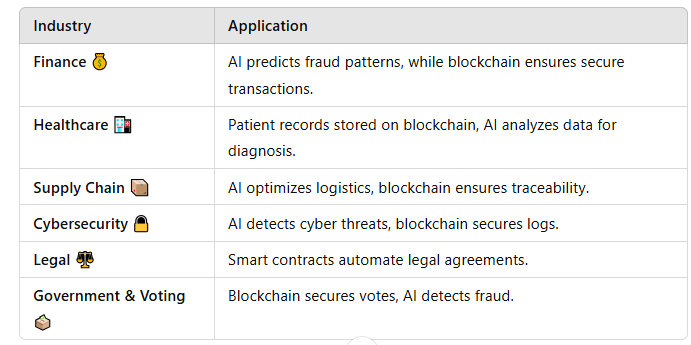 Industry Application
Finance 💰 AI predicts fraud patterns, while blockchain ensures secure
transactions.
Healthcare 🏥 Patient records stored on blockchain, AI analyzes data for
diagnosis.
Supply Chain 📦 AI optimizes logistics, blockchain ensures traceability.
Cybersecurity 🔒 AI detects cyber threats, blockchain secures logs.
Legal ⚖️ Smart contracts automate legal agreements.
Government & Voting Blockchain secures votes, AI detects fraud.
🗳️